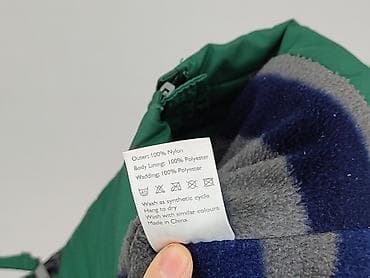 Outer: 100% Nylon
Body Lining: 100% Polyester
Wadding: 100% Polyester
Wash as synthetic cycle
Hang to dry
Wash with similar colours
Made in China.